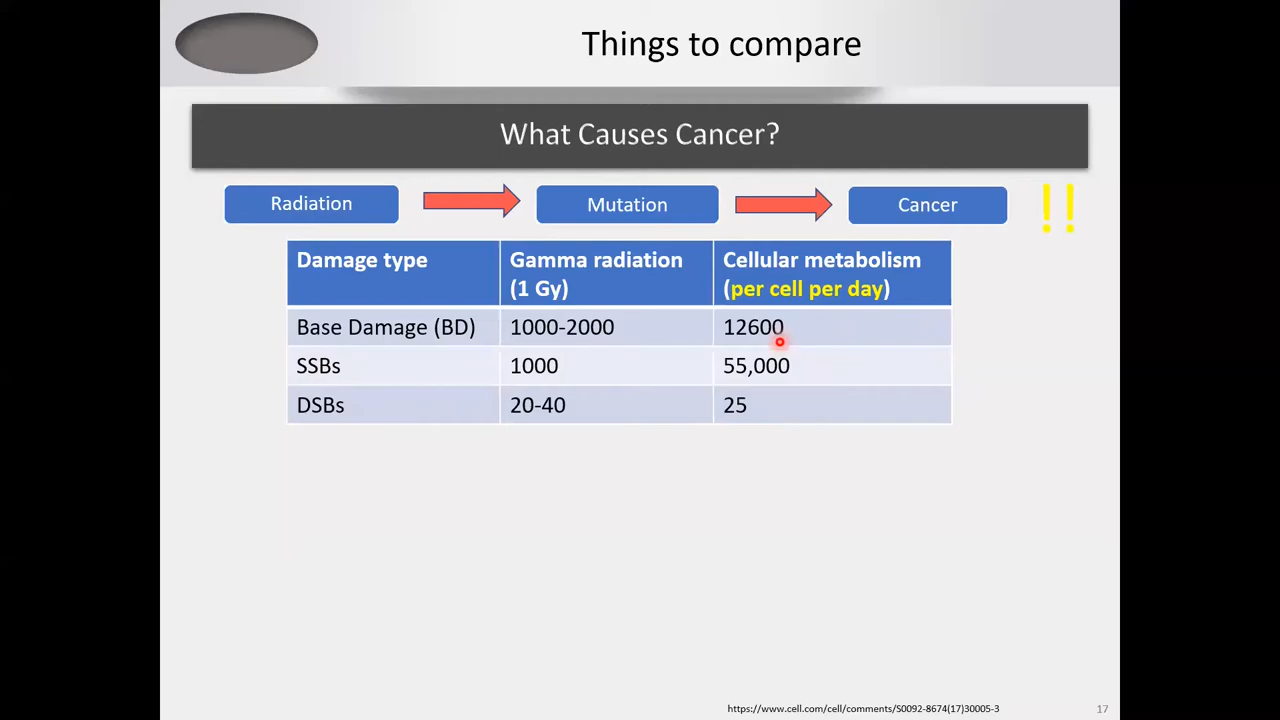 Things to compare
What Causes Cancer?
Radiation
Mutation
Cancer
!!
Damage type
Gamma radiation
(1 Gy)
Cellular metabolism
(per cell per day)
Base Damage (BD)
1000-2000
12600
SSBs
1000
55,000
DSBs
20-40
25
https://www.cell.com/cell/comments/S0092-8674(17)30005-3
17